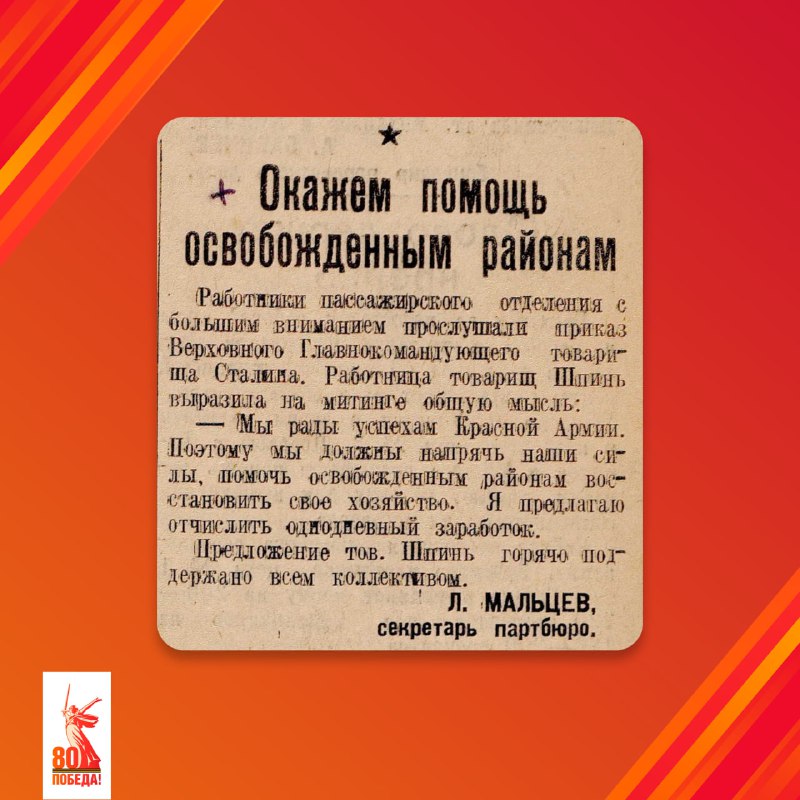 Окажем помощь
освобожденным районам
Работники пассажирского отделения с
большим вниманием прослушали приказ
Верховного Главнокомандующего товари-
ща Сталина. Работница товарищ Шпинь
выразила на митинге общую мысль:
— Мы рады успехам Красной Армии.
Поэтому мы должны напрячь наши си-
лы, помочь освобожденным районам вос-
становить свое хозяйство. Я предлагаю
отчислить однодневный заработок.
Предложение тов. Шпинь горячо под-
держано всем коллективом.
Л. МАЛЬЦЕВ,
секретарь партбюро.
80
ПОБЕДА!